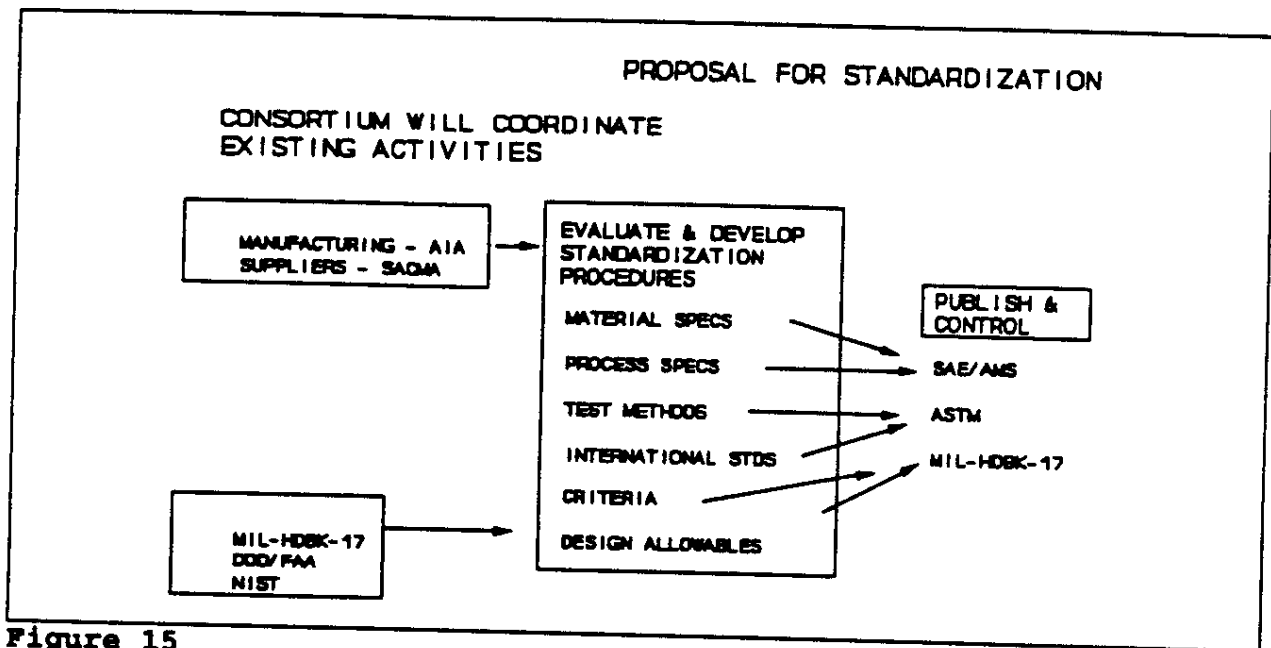 PROPOSAL FOR STANDARDIZATION
CONSORTIUM WILL COORDINATE
EXISTING ACTIVITIES
MANUFACTURING - AIA
SUPPLIERS - SACMA
MIL-HDBK-17
DOD/FAA
NIST
EVALUATE & DEVELOP
STANDARDIZATION
PROCEDURES
MATERIAL SPECS
PROCESS SPECS
TEST METHODS
INTERNATIONAL STDS
CRITERIA
DESIGN ALLOWABLES
PUBLISH &
CONTROL
SAE/AMS
ASTM
MIL-HDBK-17
Figure 15